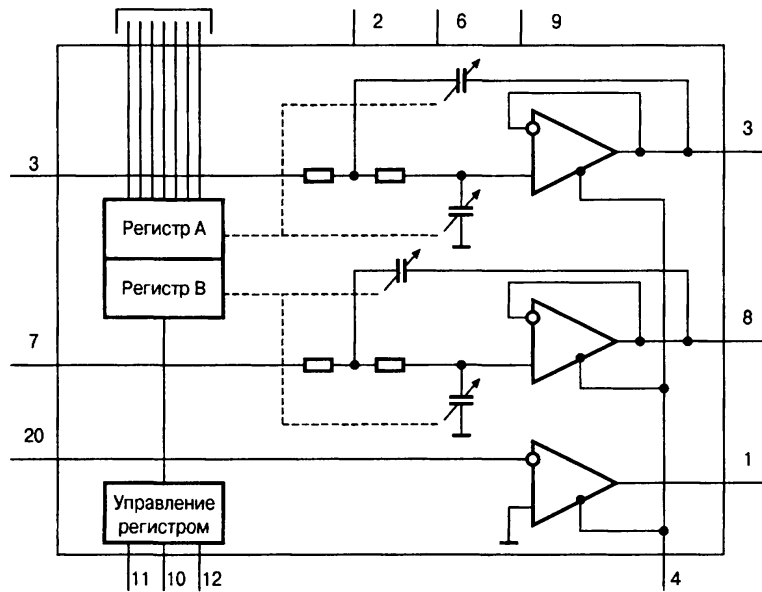 2 6 9
3
3
Регистр A
Регистр B
8
7
20
1
Управление
регистром
11 10 12 4